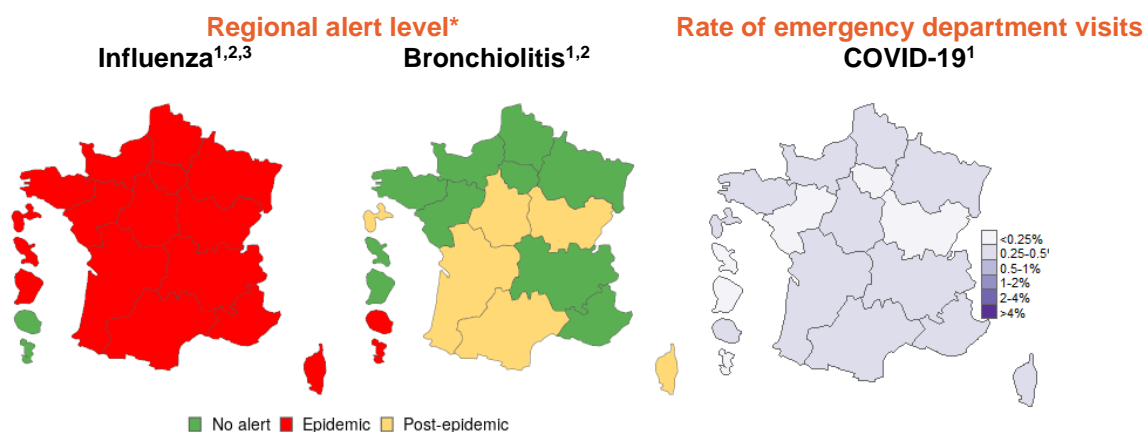 Regional alert level*
Influenza1,2,3
Bronchiolitis1,2
Rate of emergency department visits
COVID-191
<0.25%
0.25-0.5
0.5-1%
1-2%
2-4%
>4%
No alert Epidemic Post-epidemic